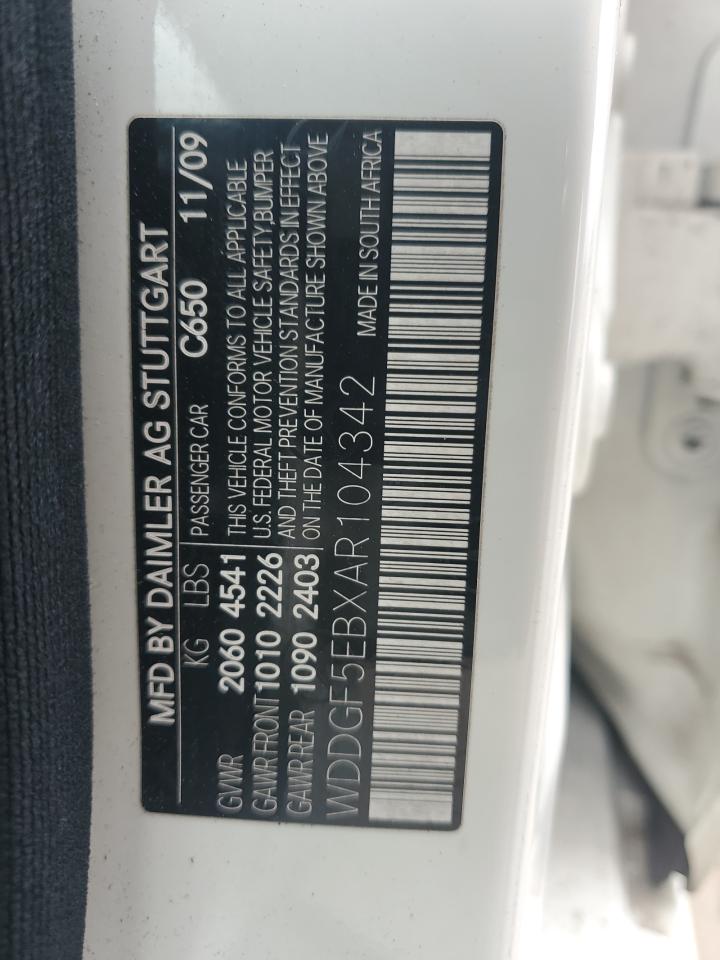 MFD BY DAIMLER AG STUTTGART
KG LBS PASSENGER CAR C650 11/09
GVWR 2060 4541 THIS VEHICLE CONFORMS TO ALL APPLICABLE
GAWR FRONT 1010 2226 U.S. FEDERAL MOTOR VEHICLE SAFETY,BUMPER
GAWR REAR 1090 2403 AND THEFT PREVENTION STANDARDS IN EFFECT
ON THE DATE OF MANUFACTURE SHOWN ABOVE
WDDGF5EBXAR104342 MADE IN SOUTH AFRICA